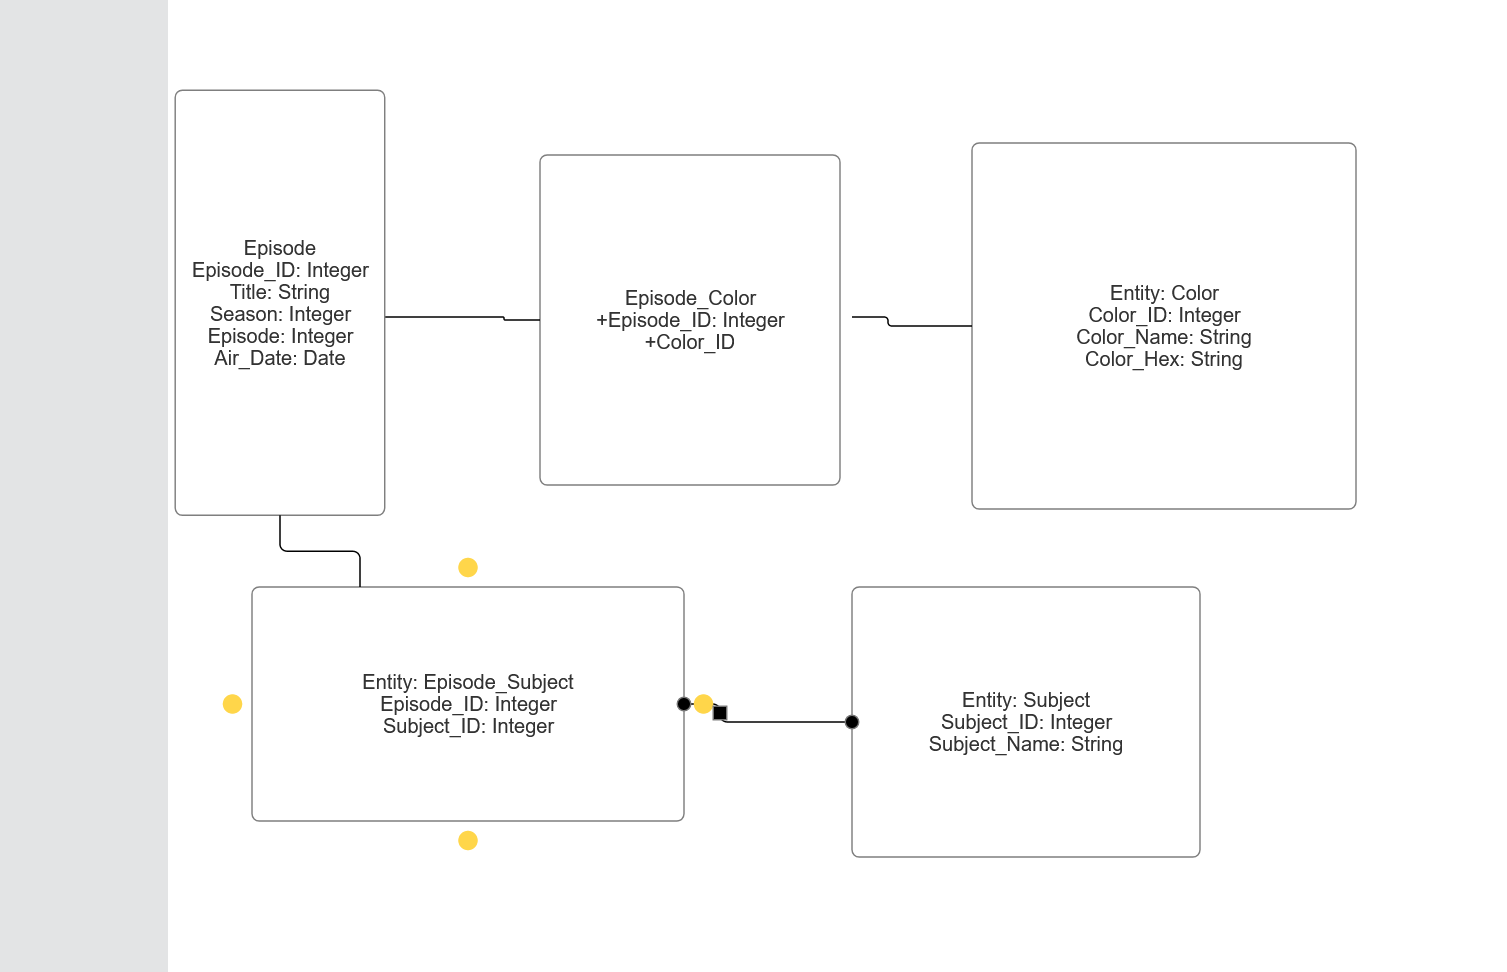 Episode
Episode_ID: Integer
Title: String
Season: Integer
Episode: Integer
Air_Date: Date
Episode_Color
+Episode_ID: Integer
+Color_ID
Entity: Color
Color_ID: Integer
Color_Name: String
Color_Hex: String
Entity: Episode_Subject
Episode_ID: Integer
Subject_ID: Integer
Entity: Subject
Subject_ID: Integer
Subject_Name: String